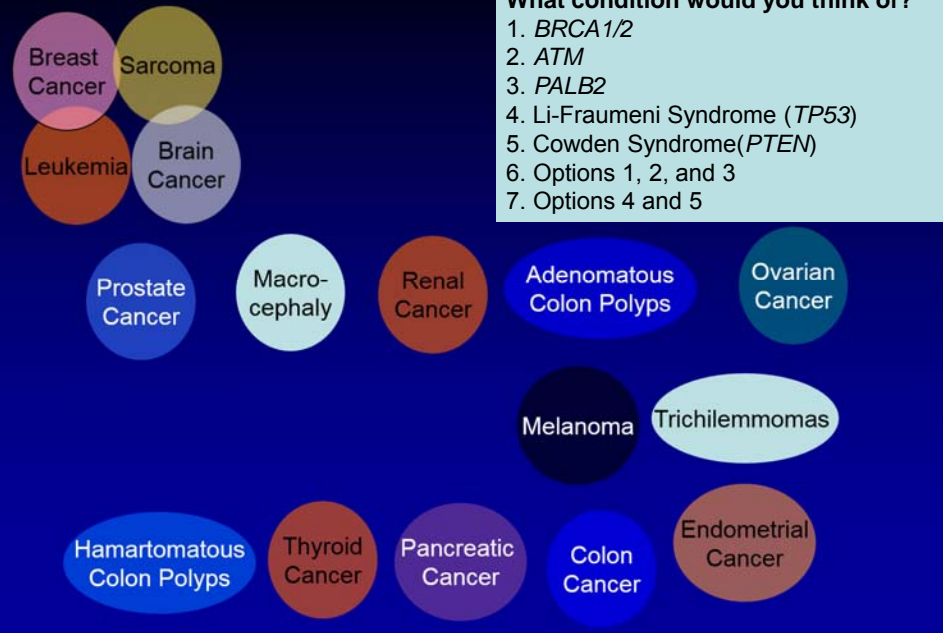 What condition would you think of?
1. BRCA1/2
2. ATM
3. PALB2
4. Li-Fraumeni Syndrome (TP53)
5. Cowden Syndrome(PTEN)
6. Options 1, 2, and 3
7. Options 4 and 5
Breast
Cancer
Sarcoma
Leukemia
Brain
Cancer
Prostate
Cancer
Macro-
cephaly
Renal
Cancer
Adenomatous
Colon Polyps
Ovarian
Cancer
Melanoma
Trichilemmomas
Hamartomatous
Colon Polyps
Thyroid
Cancer
Pancreatic
Cancer
Colon
Cancer
Endometrial
Cancer